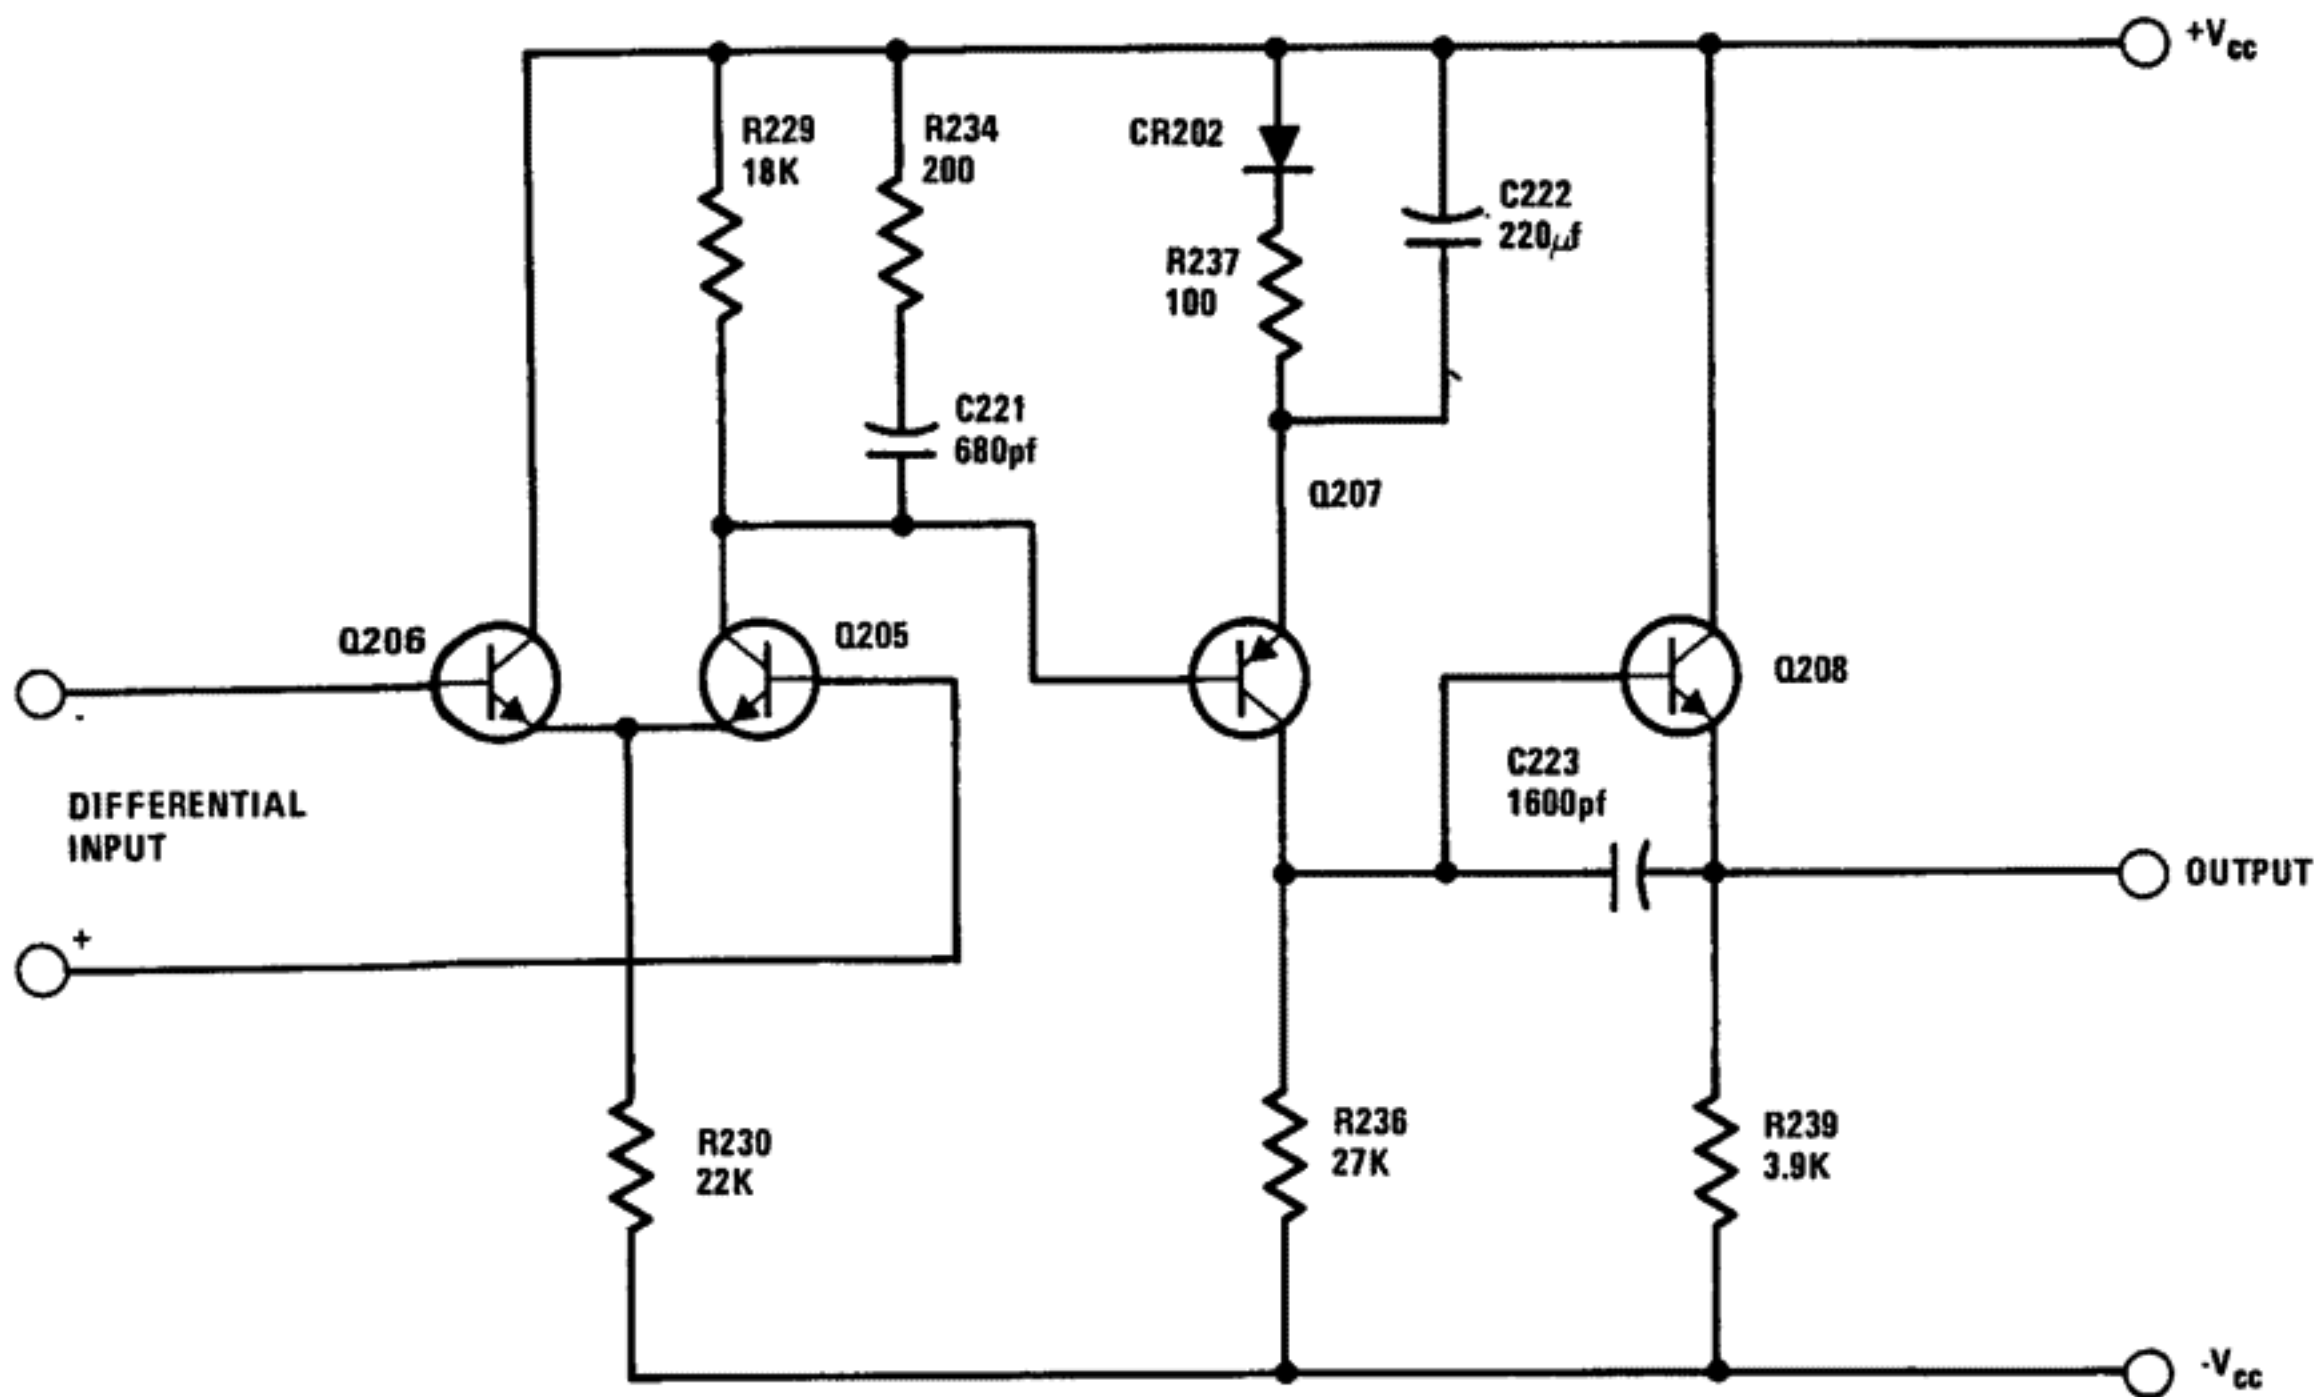 +Vcc
R229
18K
R234
200
CR202
C222
220µf
R237
100
C221
680pf
Q207
Q206
Q205
Q208
-
DIFFERENTIAL
INPUT
+
C223
1600pf
OUTPUT
R230
22K
R236
27K
R239
3.9K
-Vcc